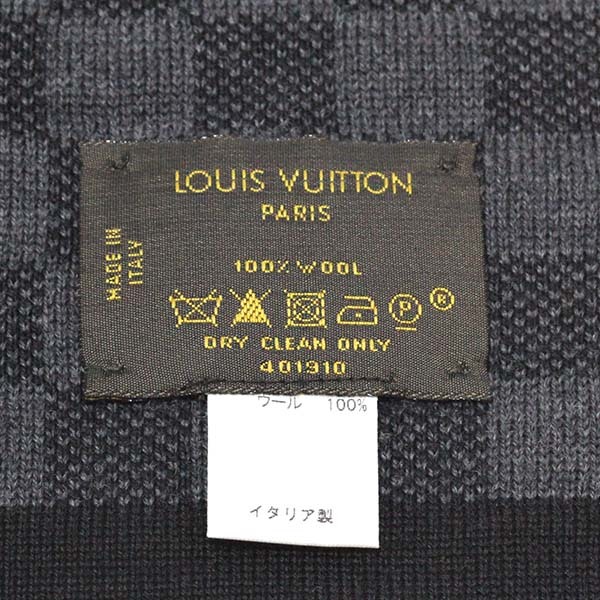 LOUIS VUITTON
PARIS
MADE IN
ITALY
100% WOOL
P ®
DRY CLEAN ONLY
401910
ウール 100%
イタリア製